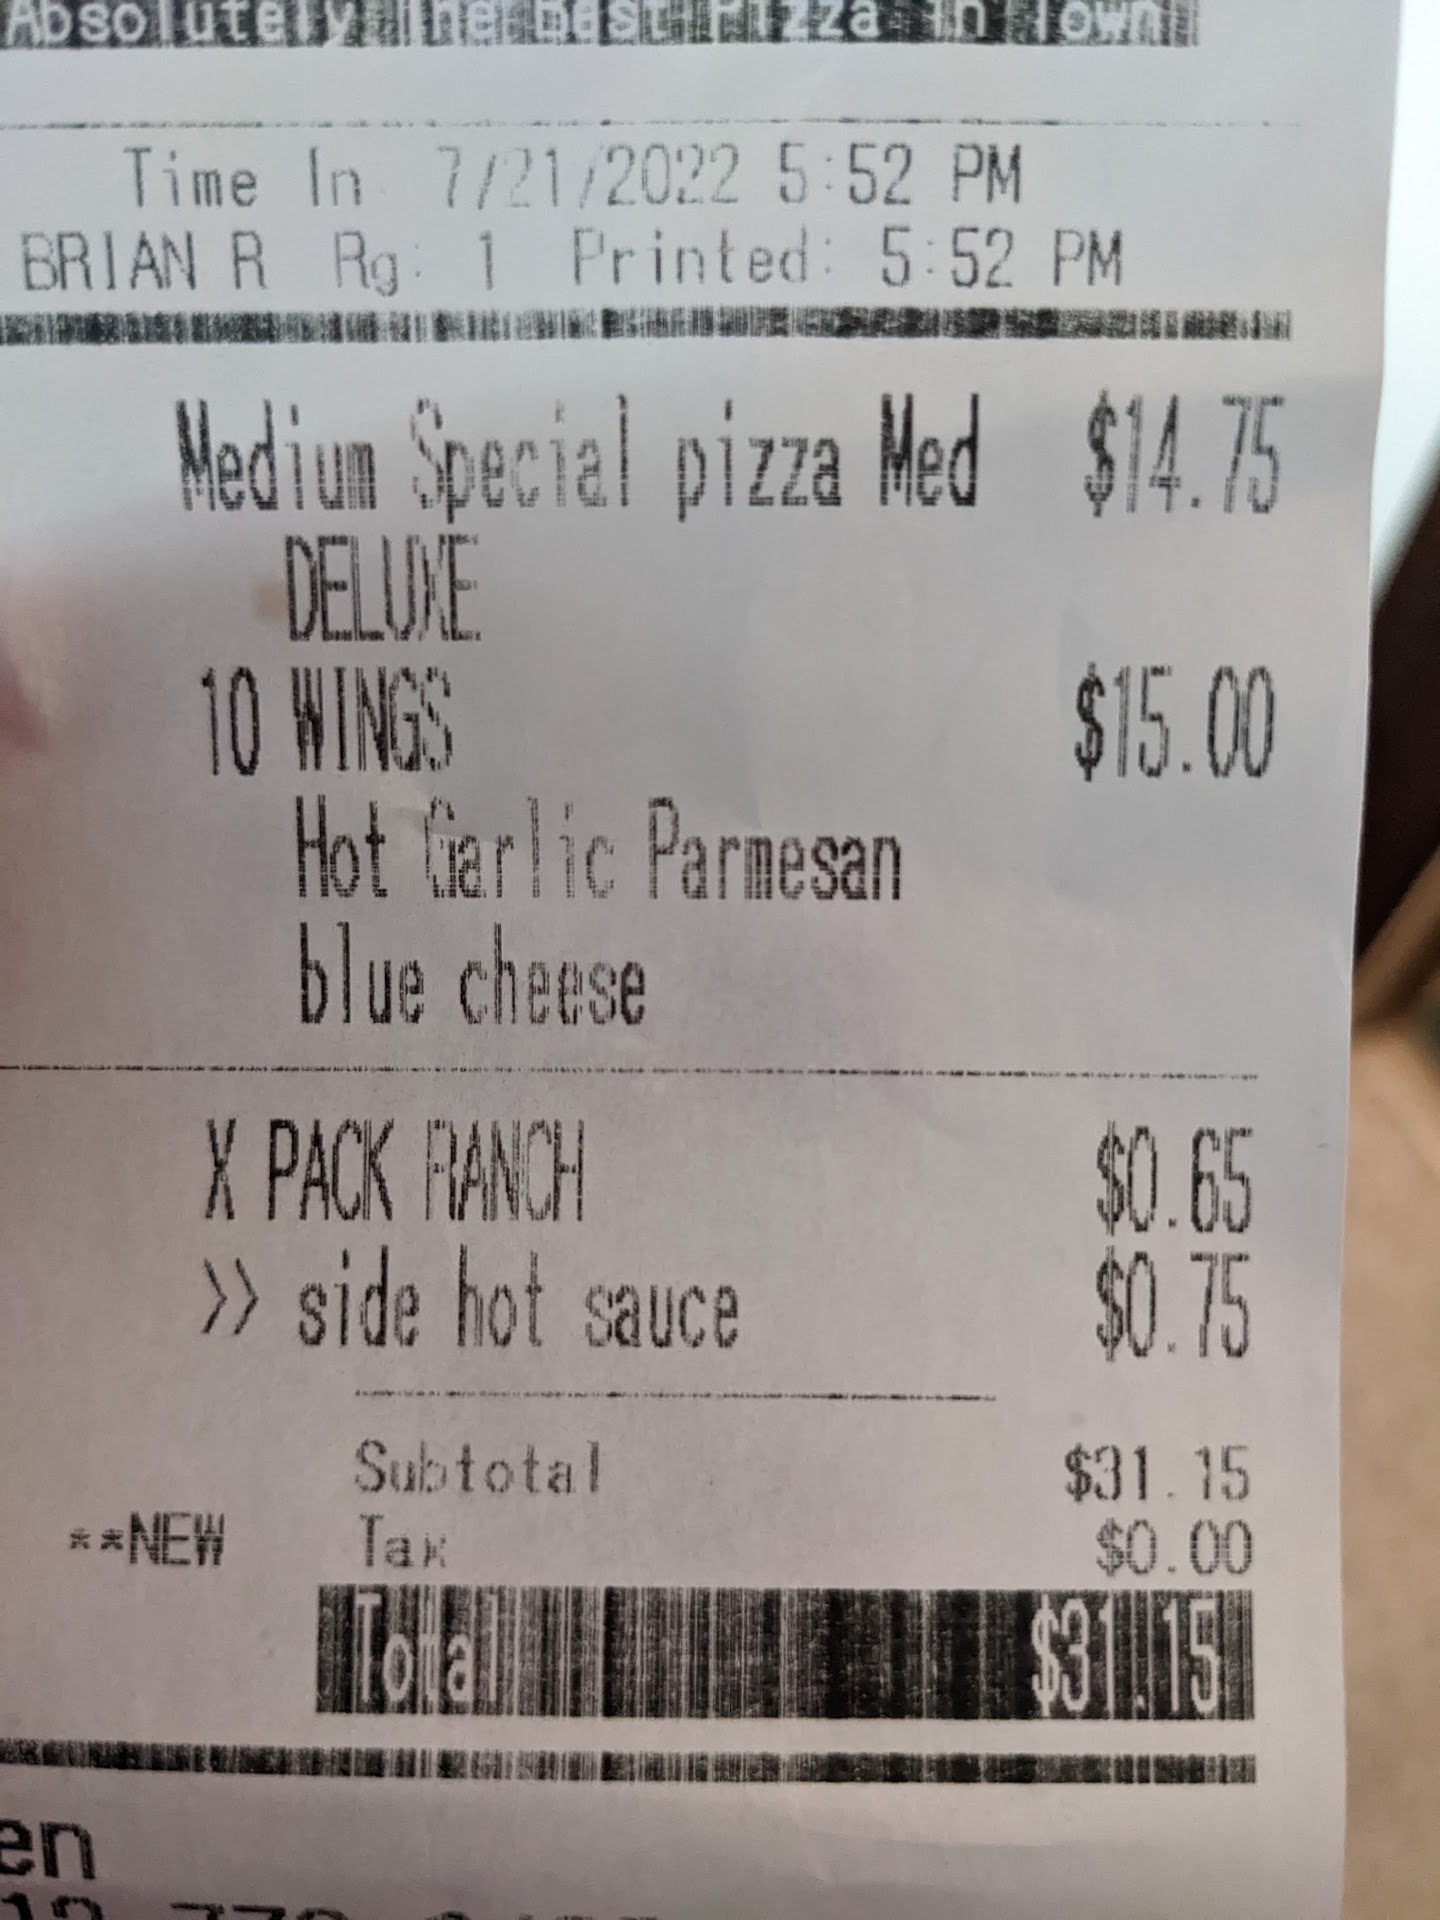 Absolutely The Best Pizza in Town
Time In 7/21/2022 5:52 PM
BRIAN R Rg: 1 Printed: 5:52 PM
Medium Special pizza Med $14.75
DELUXE
10 WINGS $15.00
Hot Garlic Parmesan
blue cheese
X PACK RANCH $0.65
>> side hot sauce $0.75
Subtotal $31.15
**NEW Tax $0.00
Total $31.15
en